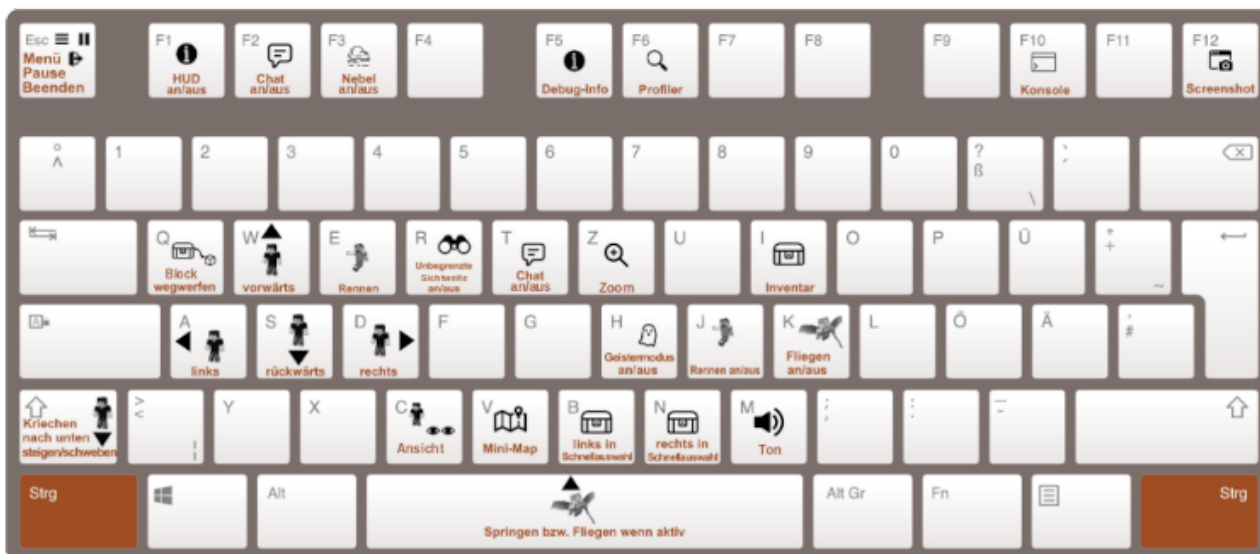 Esc
Menü
Pause
Beenden
F1
HUD
an/aus
F2
Chat
an/aus
F3
Nebel
an/aus
F4
F5
Debug-Info
F6
Profiler
F7
F8
F9
F10
Konsole
F11
F12
Screenshot
°
^
1
2
3
4
5
6
7
8
9
0
?
ß
\
`
´
Q
Block
wegwerfen
W
vorwärts
E
Rennen
R
Unbegrenzte
Sichtweite
an/aus
T
Chat
an/aus
Z
Zoom
U
I
Inventar
O
P
Ü
*
+
~
A
A
links
S
rückwärts
D
rechts
F
G
H
Geistermodus
an/aus
J
Rennen an/aus
K
Fliegen
an/aus
L
Ö
Ä
'
#
Kriechen
nach unten
steigen/schweben
>
<
|
Y
X
C
Ansicht
V
Mini-Map
B
links in
Schnellauswahl
N
rechts in
Schnellauswahl
M
Ton
;
,
:
.
_
-
Strg
Alt
Springen bzw. Fliegen wenn aktiv
Alt Gr
Fn
Strg